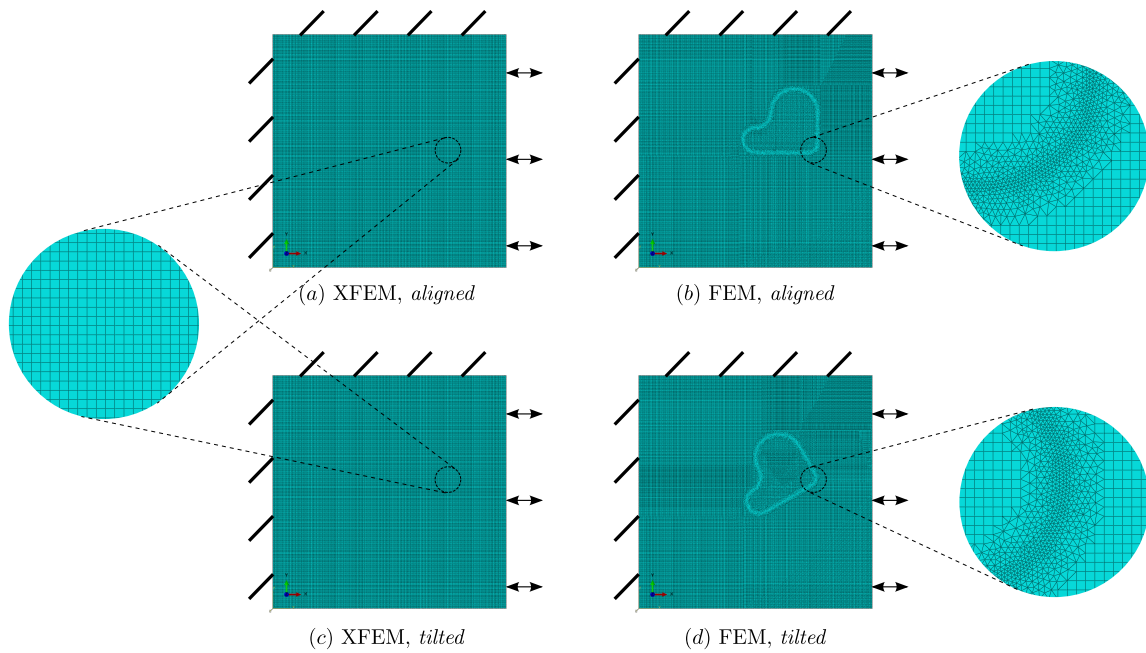 Y
X
Y
X
(a) XFEM, aligned
(b) FEM, aligned
Y
X
Y
X
(c) XFEM, tilted
(d) FEM, tilted